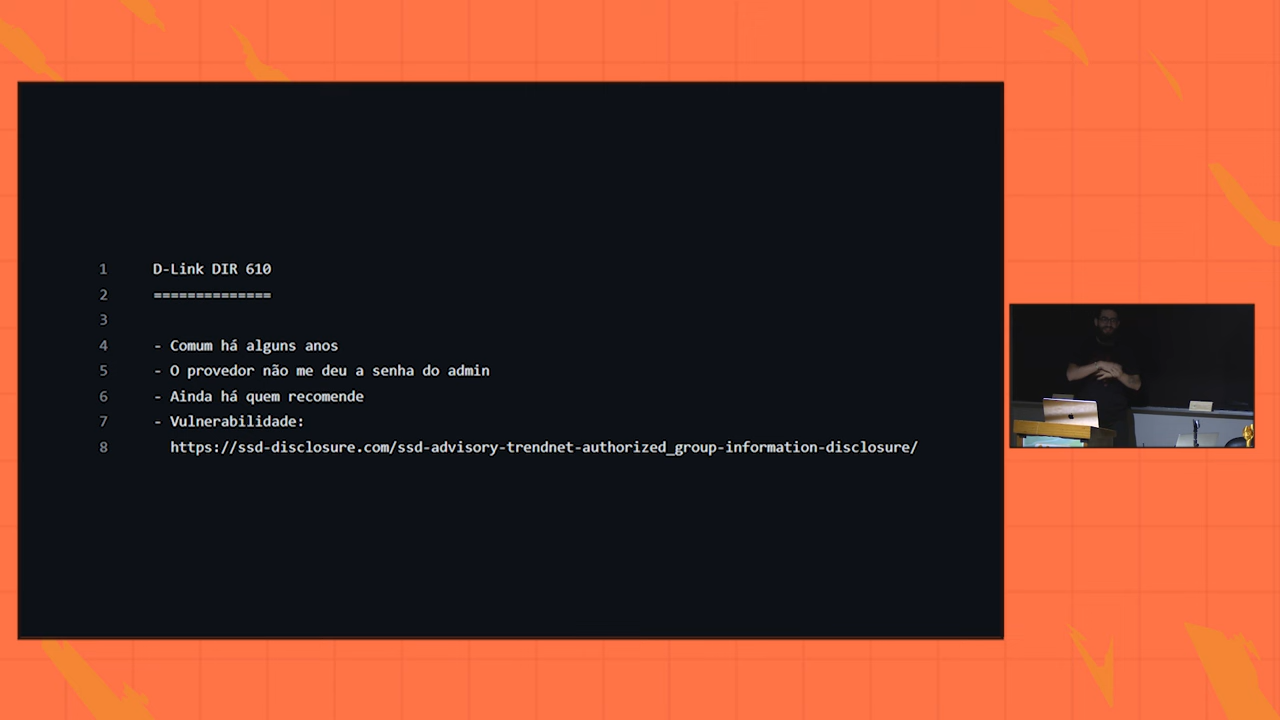 1 D-Link DIR 610
2 ==============
3
4 - Comum há alguns anos
5 - O provedor não me deu a senha do admin
6 - Ainda há quem recomende
7 - Vulnerabilidade:
8 https://ssd-disclosure.com/ssd-advisory-trendnet-authorized_group-information-disclosure/